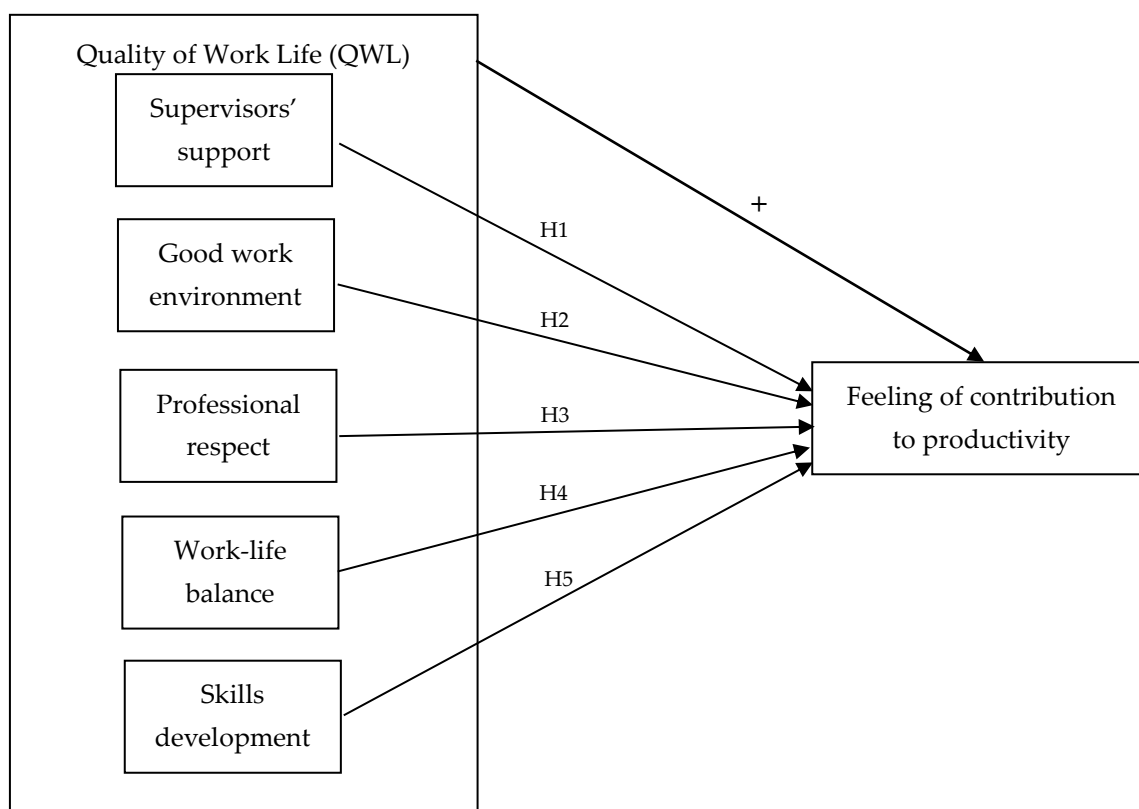 Quality of Work Life (QWL)
Supervisors’
support
Good work
environment
Professional
respect
Work-life
balance
Skills
development
H1
H2
H3
H4
H5
+
Feeling of contribution
to productivity